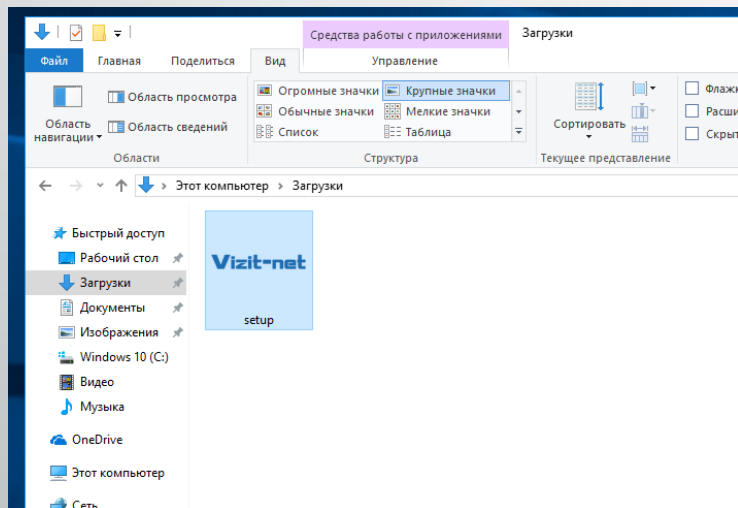 Средства работы с приложениями
Загрузки
Файл
Главная
Поделиться
Вид
Управление
Область навигации
Область просмотра
Область сведений
Области
Огромные значки
Крупные значки
Обычные значки
Мелкие значки
Список
Таблица
Структура
Сортировать
Текущее представление
Флажк
Расши
Скрыт
Этот компьютер > Загрузки
Быстрый доступ
Рабочий стол
Загрузки
Документы
Изображения
Windows 10 (C:)
Видео
Музыка
OneDrive
Этот компьютер
Сеть
Vizit-net
setup